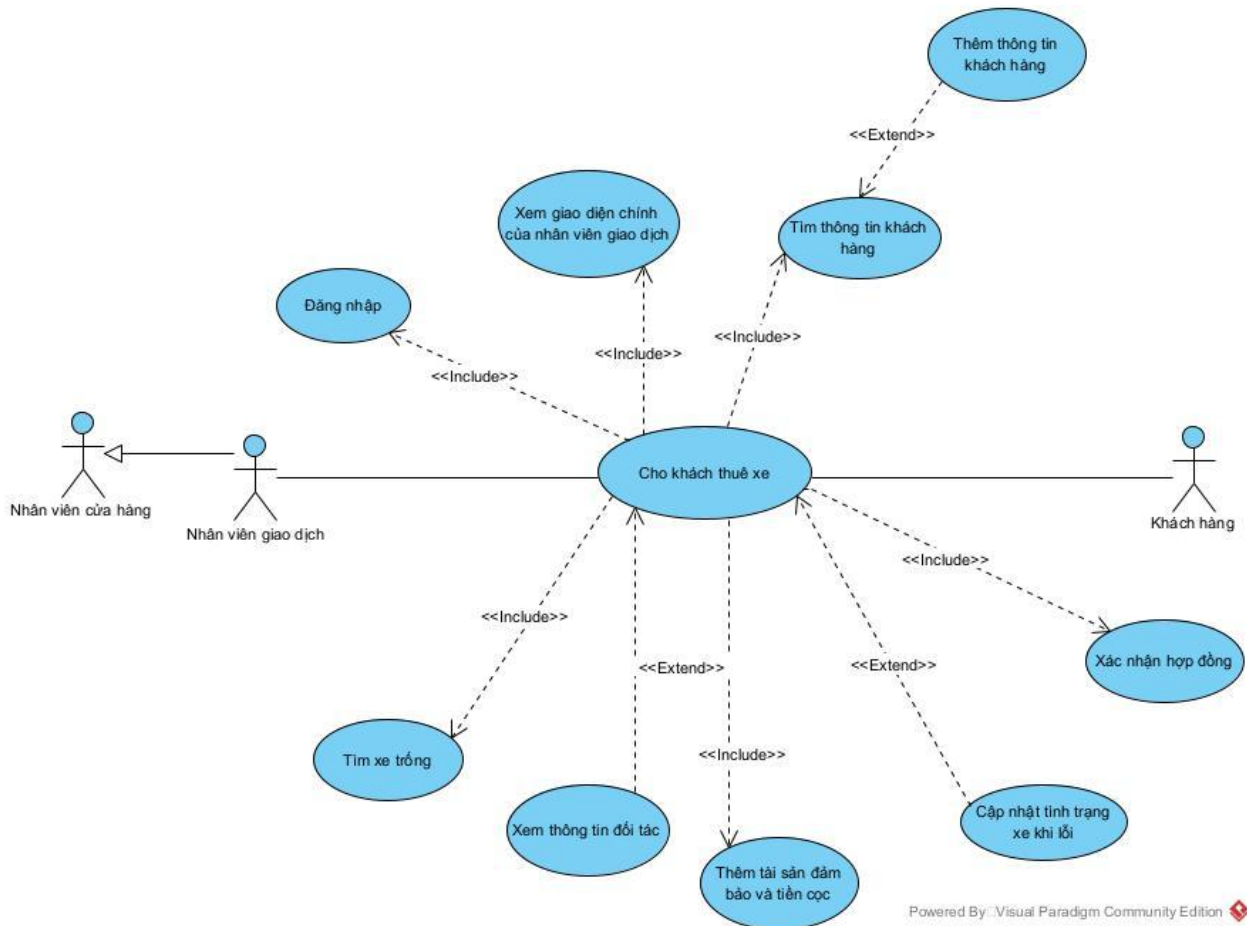 Thêm thông tin
khách hàng
<<Extend>>
Xem giao diện chính
của nhân viên giao dịch
Tìm thông tin khách
hàng
Đăng nhập
<<Include>>
<<Include>>
<<Include>>
Cho khách thuê xe
Nhân viên cửa hàng
Nhân viên giao dịch
Khách hàng
<<Include>>
<<Include>>
<<Extend>>
<<Extend>>
Xác nhận hợp đồng
<<Include>>
Tìm xe trống
Xem thông tin đối tác
Cập nhật tình trạng
xe khi lỗi
Thêm tài sản đảm
bảo và tiền cọc
Powered By Visual Paradigm Community Edition